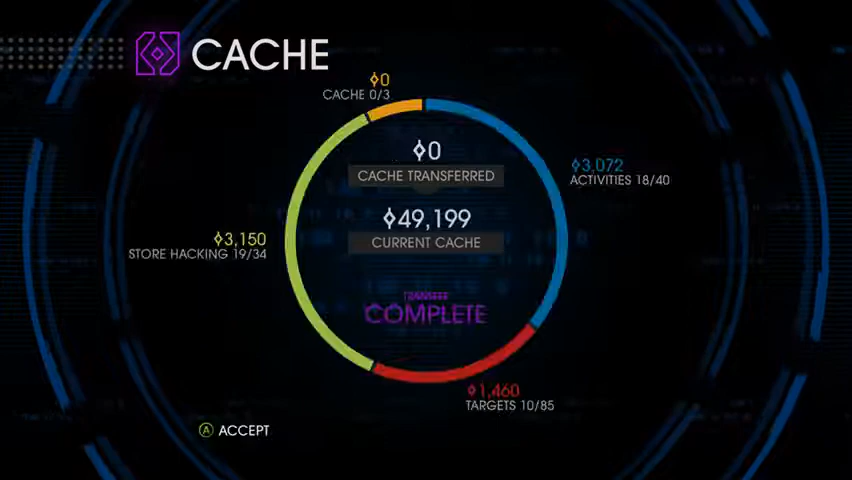 CACHE
0
CACHE 0/3
0
CACHE TRANSFERRED
3,072
ACTIVITIES 18/40
49,199
CURRENT CACHE
3,150
STORE HACKING 19/34
TRANSFER
COMPLETE
1,460
TARGETS 10/85
A ACCEPT